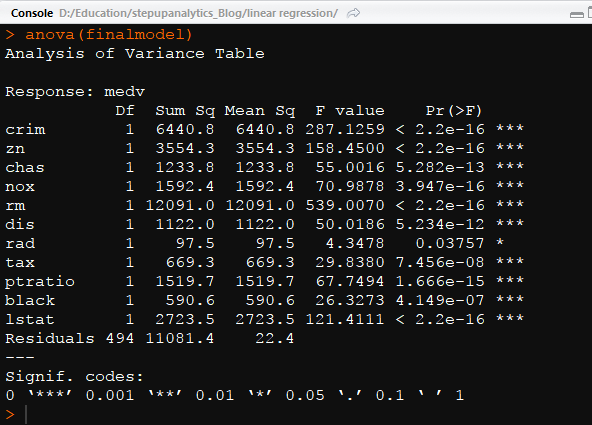 Console D:/Education/stepupanalytics_Blog/linear regression/
> anova(finalmodel)
Analysis of Variance Table

Response: medv
           Df  Sum Sq Mean Sq  F value    Pr(>F)
crim        1  6440.8  6440.8 287.1259 < 2.2e-16 ***
zn          1  3554.3  3554.3 158.4500 < 2.2e-16 ***
chas        1  1233.8  1233.8  55.0016 5.282e-13 ***
nox         1  1592.4  1592.4  70.9878 3.947e-16 ***
rm          1 12091.0 12091.0 539.0070 < 2.2e-16 ***
dis         1  1122.0  1122.0  50.0186 5.234e-12 ***
rad         1    97.5    97.5   4.3478   0.03757 *
tax         1   669.3   669.3  29.8380 7.456e-08 ***
ptratio     1  1519.7  1519.7  67.7494 1.666e-15 ***
black       1   590.6   590.6  26.3273 4.149e-07 ***
lstat       1  2723.5  2723.5 121.4111 < 2.2e-16 ***
Residuals 494 11081.4    22.4
---
Signif. codes:
0 ‘***’ 0.001 ‘**’ 0.01 ‘*’ 0.05 ‘.’ 0.1 ‘ ’ 1
>